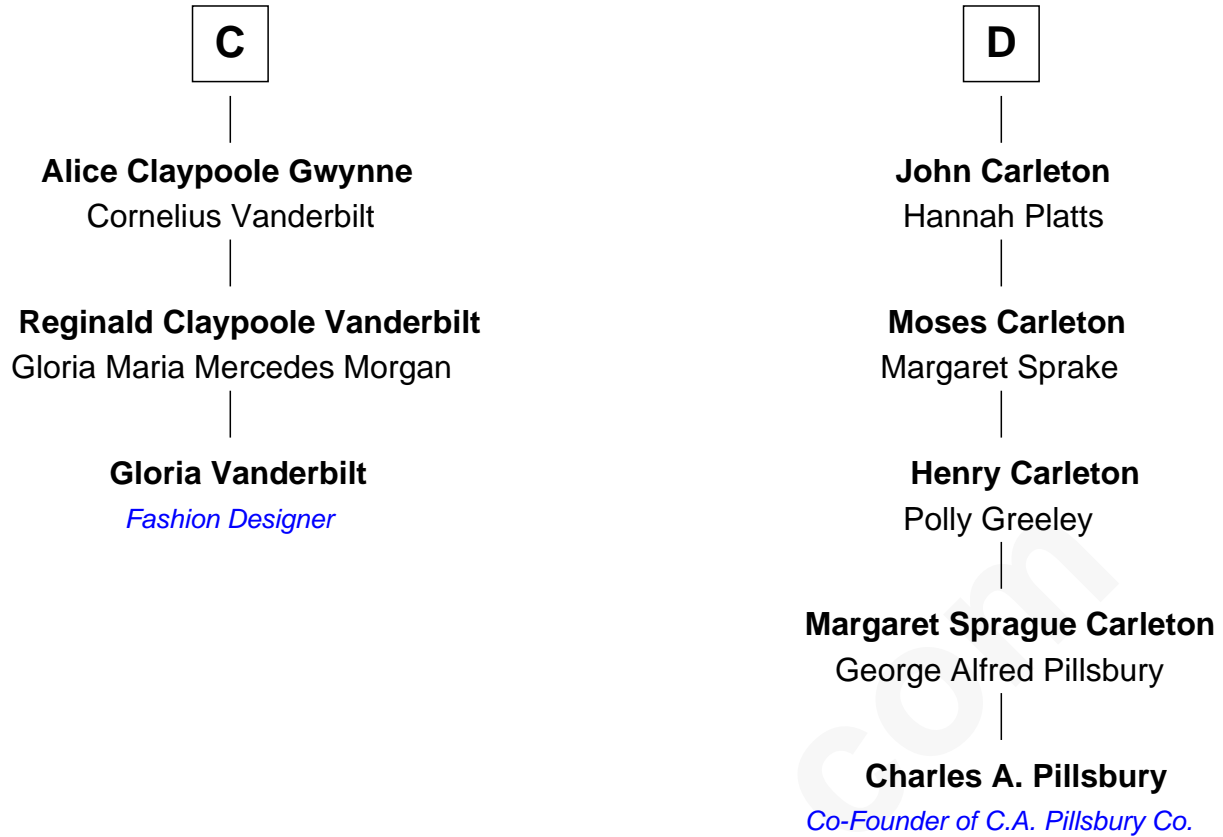 C
Alice Claypoole Gwynne
Cornelius Vanderbilt
Reginald Claypoole Vanderbilt
Gloria Maria Mercedes Morgan
Gloria Vanderbilt
Fashion Designer
D
John Carleton
Hannah Platts
Moses Carleton
Margaret Sprake
Henry Carleton
Polly Greeley
Margaret Sprague Carleton
George Alfred Pillsbury
Charles A. Pillsbury
Co-Founder of C.A. Pillsbury Co.
com